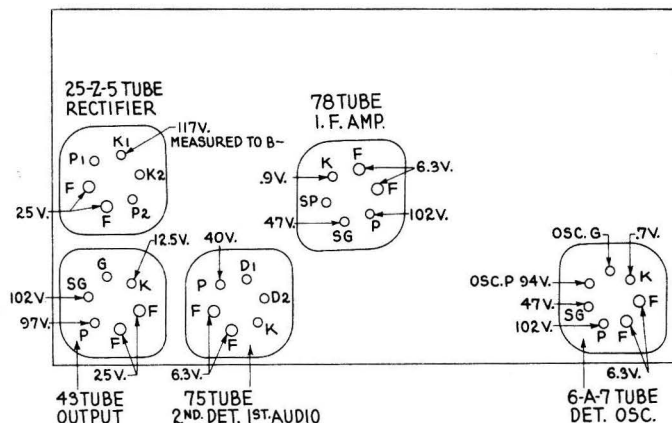 25-Z-5 TUBE
RECTIFIER
K1
117V.
MEASURED TO B~
P1
K2
F
25V.
F
P2
78 TUBE
I. F. AMP.
F
6.3V.
.9V.
K
F
SP
47V.
SG
P
102V.
12.5V.
G
K
SG
102V.
F
97V.
P
F
25V.
43 TUBE
OUTPUT
40V.
D1
P
D2
F
F
K
6.3V.
75 TUBE
2ND. DET. 1ST. AUDIO
OSC. G
.7V.
OSC. P 94V.
K
47V.
SG
F
102V.
P
F
6.3V.
6-A-7 TUBE
DET. OSC.